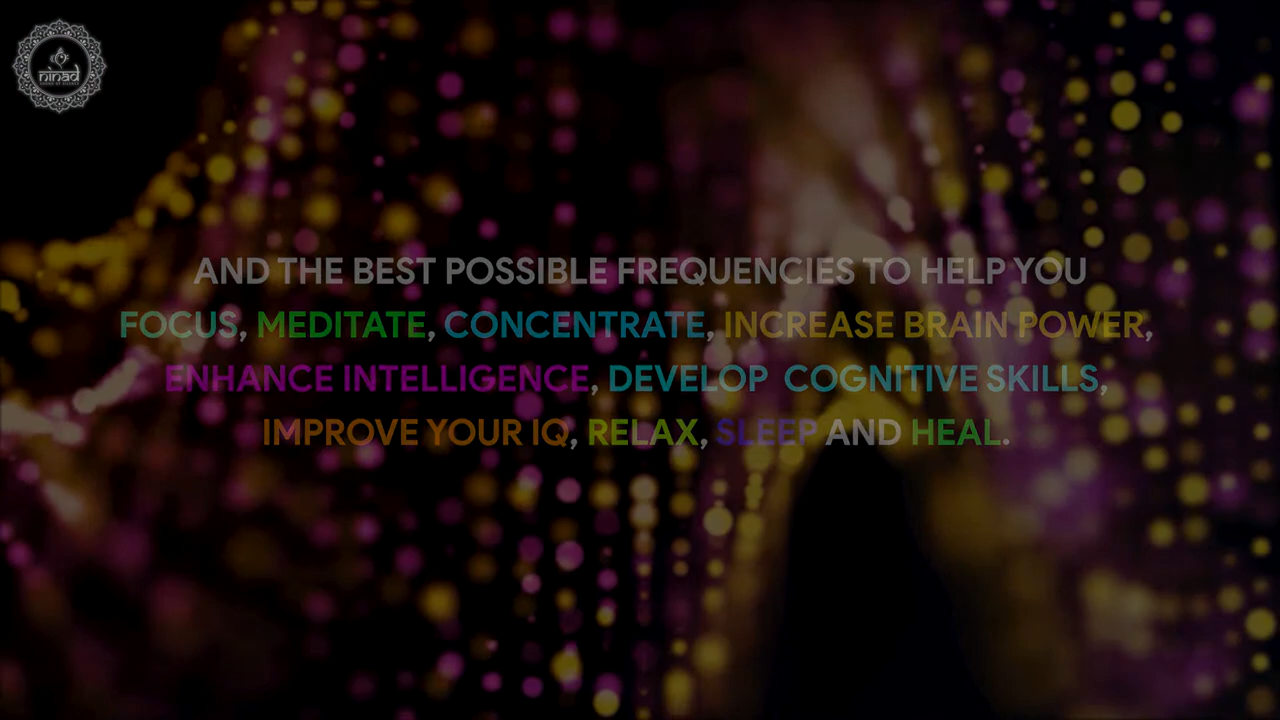 ninad
AND THE BEST POSSIBLE FREQUENCIES TO HELP YOU
FOCUS, MEDITATE, CONCENTRATE, INCREASE BRAIN POWER,
ENHANCE INTELLIGENCE, DEVELOP COGNITIVE SKILLS,
IMPROVE YOUR IQ, RELAX, SLEEP AND HEAL.